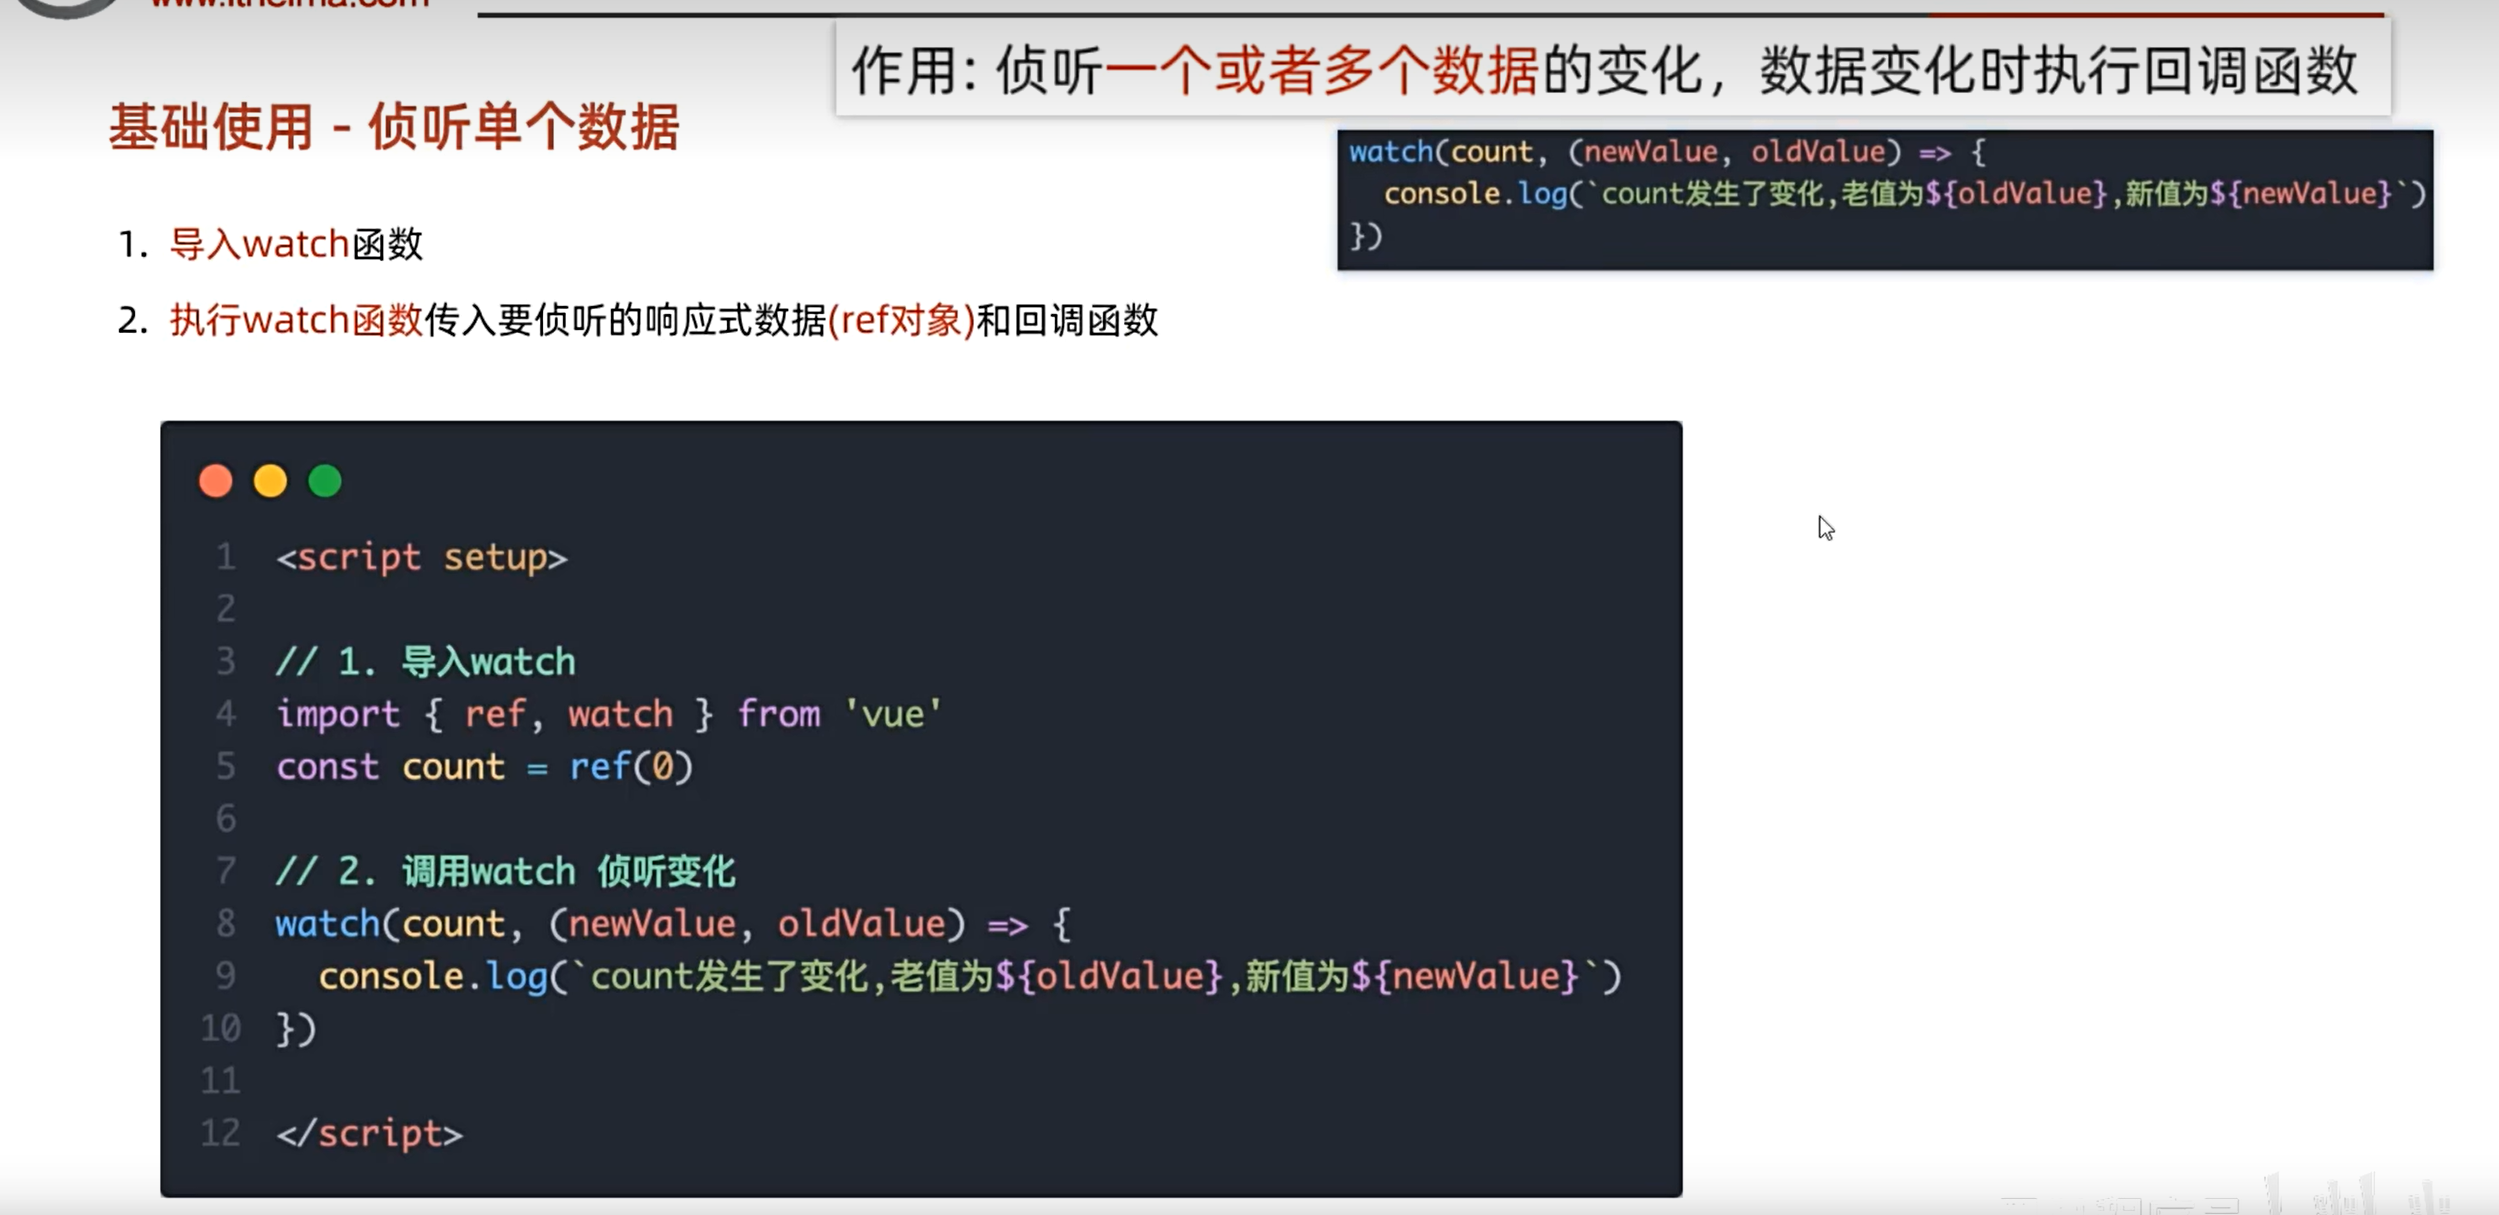 www.itheima.com
作用: 侦听一个或者多个数据的变化，数据变化时执行回调函数
基础使用 - 侦听单个数据
watch(count, (newValue, oldValue) => {
  console.log(`count发生了变化,老值为${oldValue},新值为${newValue}`)
})
1. 导入watch函数
2. 执行watch函数传入要侦听的响应式数据(ref对象)和回调函数
1 <script setup>
2
3 // 1. 导入watch
4 import { ref, watch } from 'vue'
5 const count = ref(0)
6
7 // 2. 调用watch 侦听变化
8 watch(count, (newValue, oldValue) => {
9   console.log(`count发生了变化,老值为${oldValue},新值为${newValue}`)
10 })
11
12 </script>